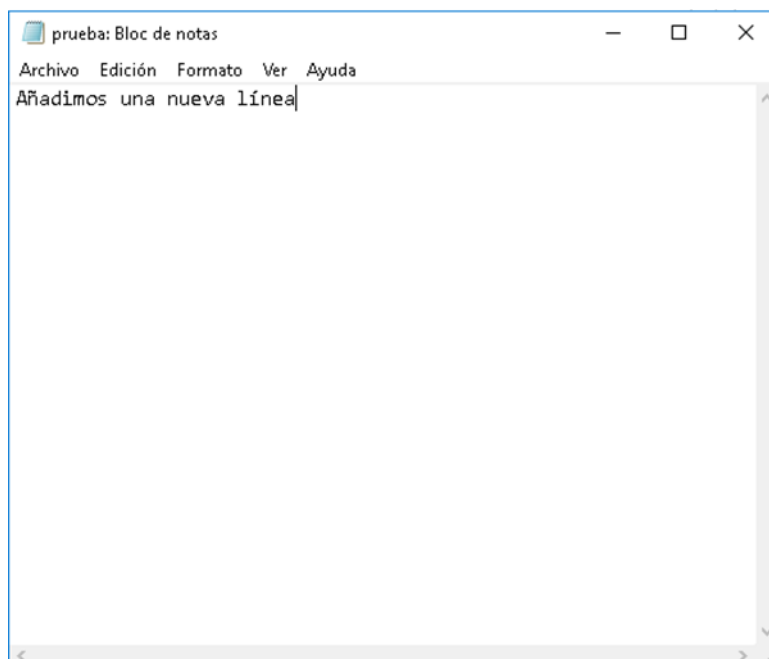 prueba: Bloc de notas
Archivo Edición Formato Ver Ayuda
Añadimos una nueva línea